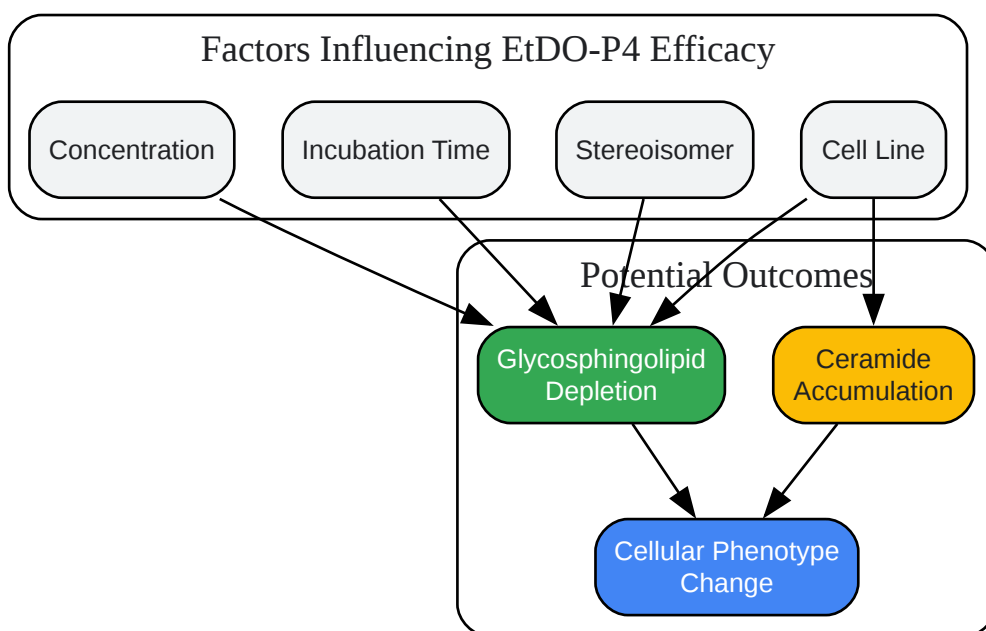 Factors Influencing EtDO-P4 Efficacy
Concentration
Incubation Time
Stereoisomer
Cell Line
Potential Outcomes
Glycosphingolipid
Depletion
Ceramide
Accumulation
Cellular Phenotype
Change